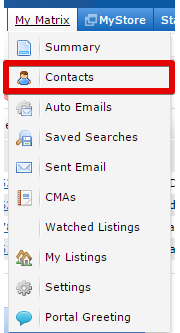 My Matrix MyStore
Summary
Contacts
Auto Emails
Saved Searches
Sent Email
CMAs
Watched Listings
My Listings
Settings
Portal Greeting